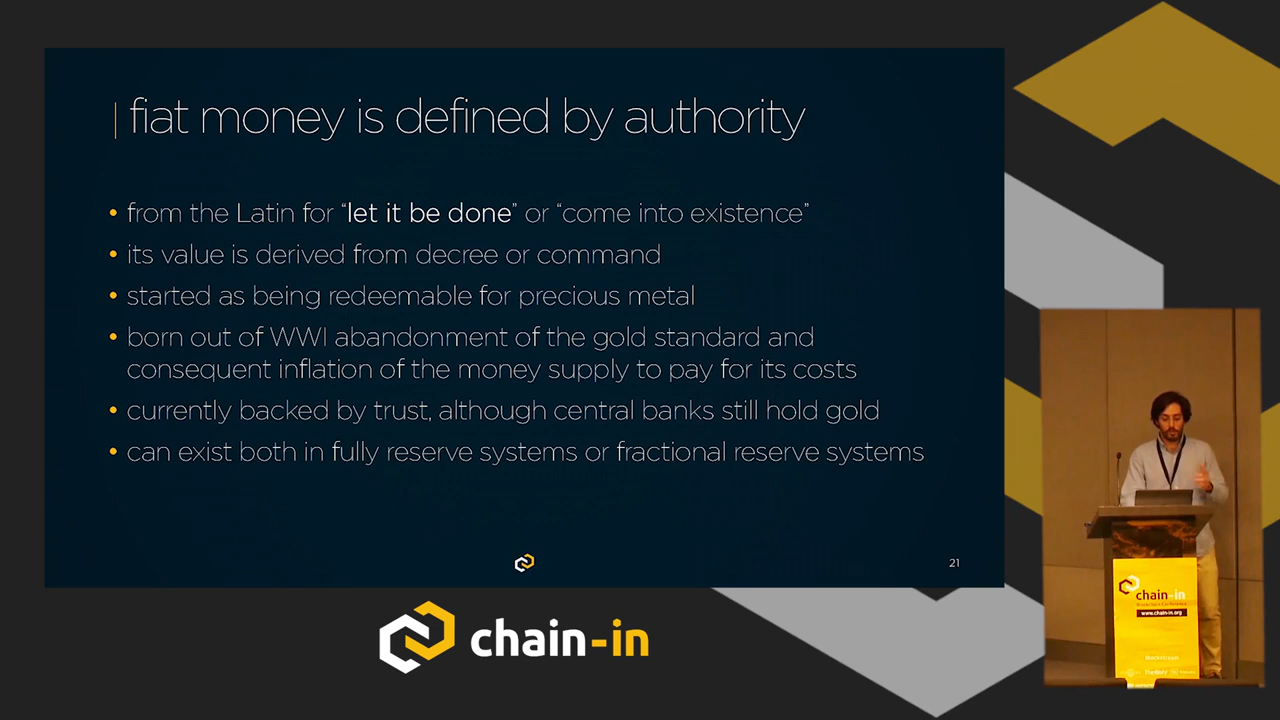 fiat money is defined by authority
• from the Latin for “let it be done” or “come into existence”
• its value is derived from decree or command
• started as being redeemable for precious metal
• born out of WWI abandonment of the gold standard and
consequent inflation of the money supply to pay for its costs
• currently backed by trust, although central banks still hold gold
• can exist both in fully reserve systems or fractional reserve systems
21
chain-in
chain-in
www.chain-in.org